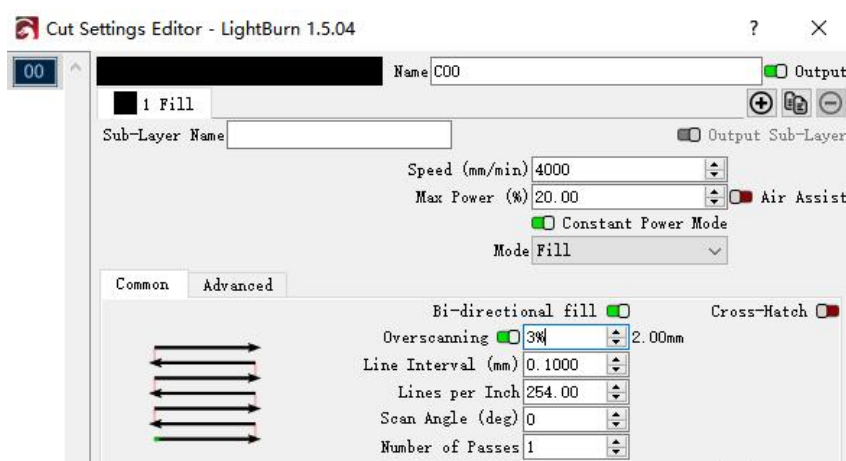 Cut Settings Editor - LightBurn 1.5.04
00
Name C00
Output
1 Fill
Sub-Layer Name
Output Sub-Layer
Speed (mm/min) 4000
Max Power (%) 20.00
Air Assist
Constant Power Mode
Mode Fill
Common Advanced
Bi-directional fill
Cross-Hatch
Overscanning 3% 2.00mm
Line Interval (mm) 0.1000
Lines per Inch 254.00
Scan Angle (deg) 0
Number of Passes 1